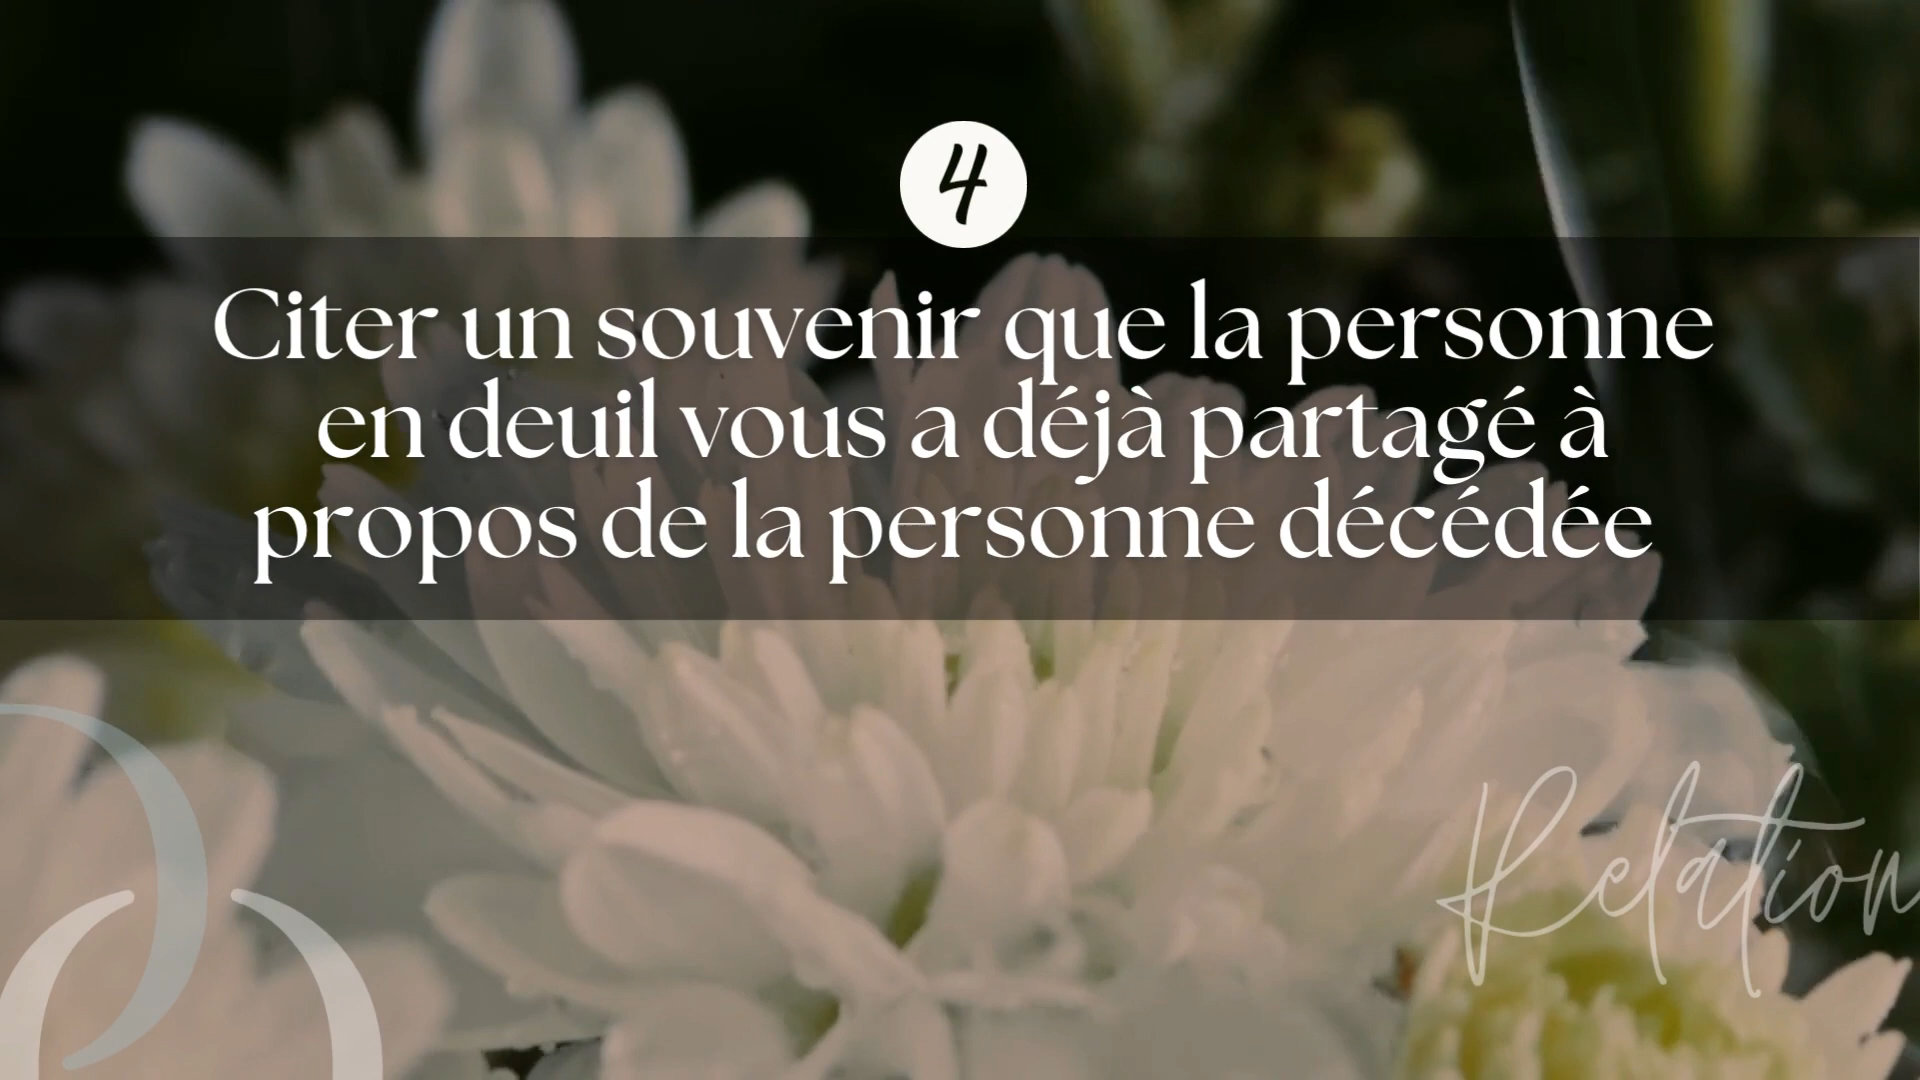 4
Citer un souvenir que la personne
en deuil vous a déjà partagé à
propos de la personne décédée
Relation